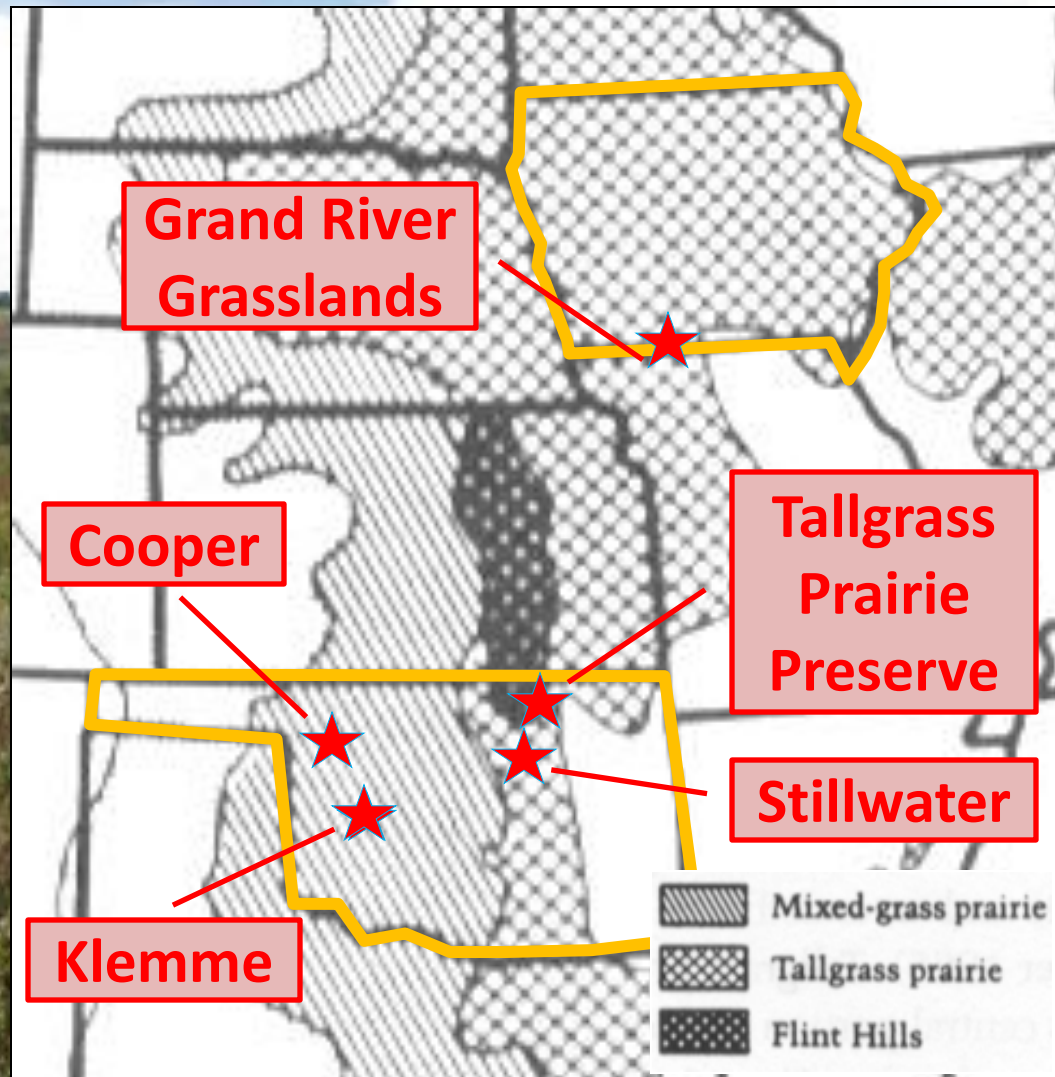 Grand River
Grasslands
Cooper
Tallgrass
Prairie
Preserve
Stillwater
Klemme
Mixed-grass prairie
Tallgrass prairie
Flint Hills